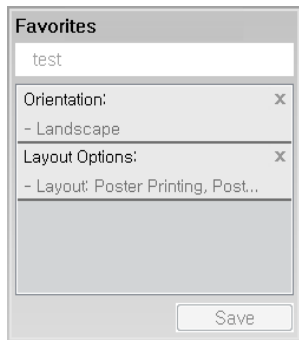 Favorites
test
Orientation: x
- Landscape
Layout Options: x
- Layout: Poster Printing, Post...
Save